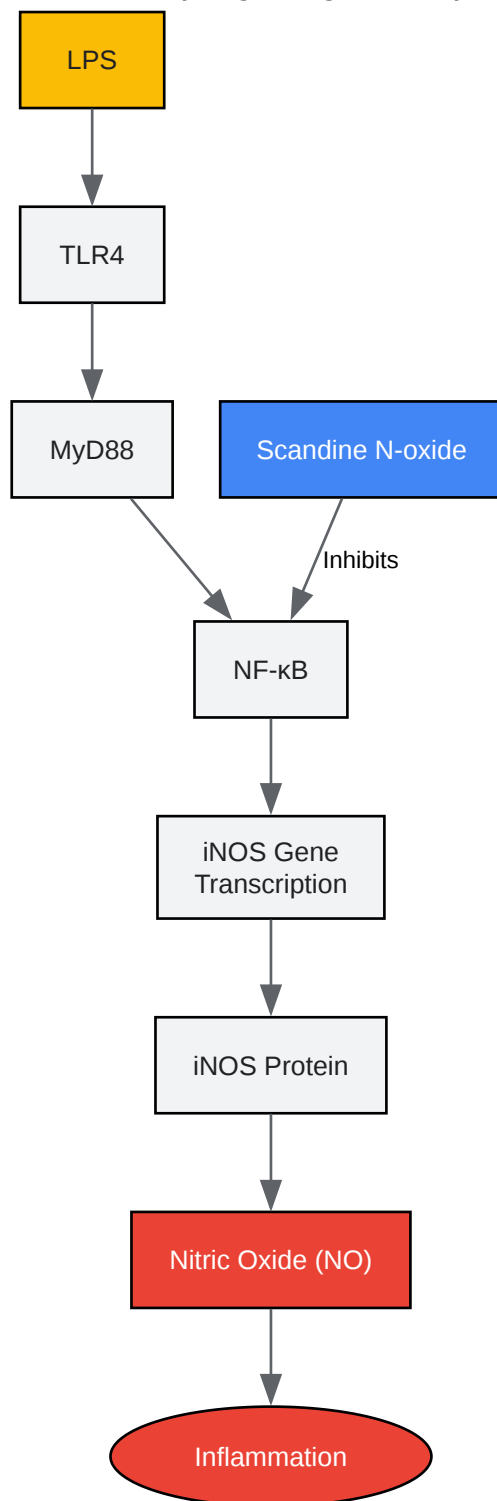 LPS
TLR4
MyD88
Scandine N-oxide
Inhibits
NF-κB
iNOS Gene
Transcription
iNOS Protein
Nitric Oxide (NO)
Inflammation